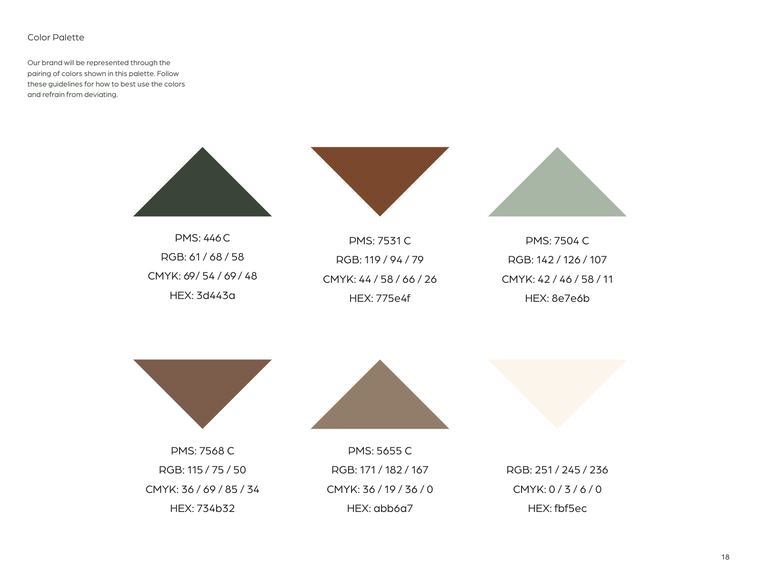 Color Palette
Our brand will be represented through the
pairing of colors shown in this palette. Follow
these guidelines for how to best use the colors
and refrain from deviating.
PMS: 446 C
RGB: 61 / 68 / 58
CMYK: 69/ 54 / 69 / 48
HEX: 3d443a
PMS: 7531 C
RGB: 119 / 94 / 79
CMYK: 44 / 58 / 66 / 26
HEX: 775e4f
PMS: 7504 C
RGB: 142 / 126 / 107
CMYK: 42 / 46 / 58 / 11
HEX: 8e7e6b
PMS: 7568 C
RGB: 115 / 75 / 50
CMYK: 36 / 69 / 85 / 34
HEX: 734b32
PMS: 5655 C
RGB: 171 / 182 / 167
CMYK: 36 / 19 / 36 / 0
HEX: abb6a7
RGB: 251 / 245 / 236
CMYK: 0 / 3 / 6 / 0
HEX: fbf5ec
18